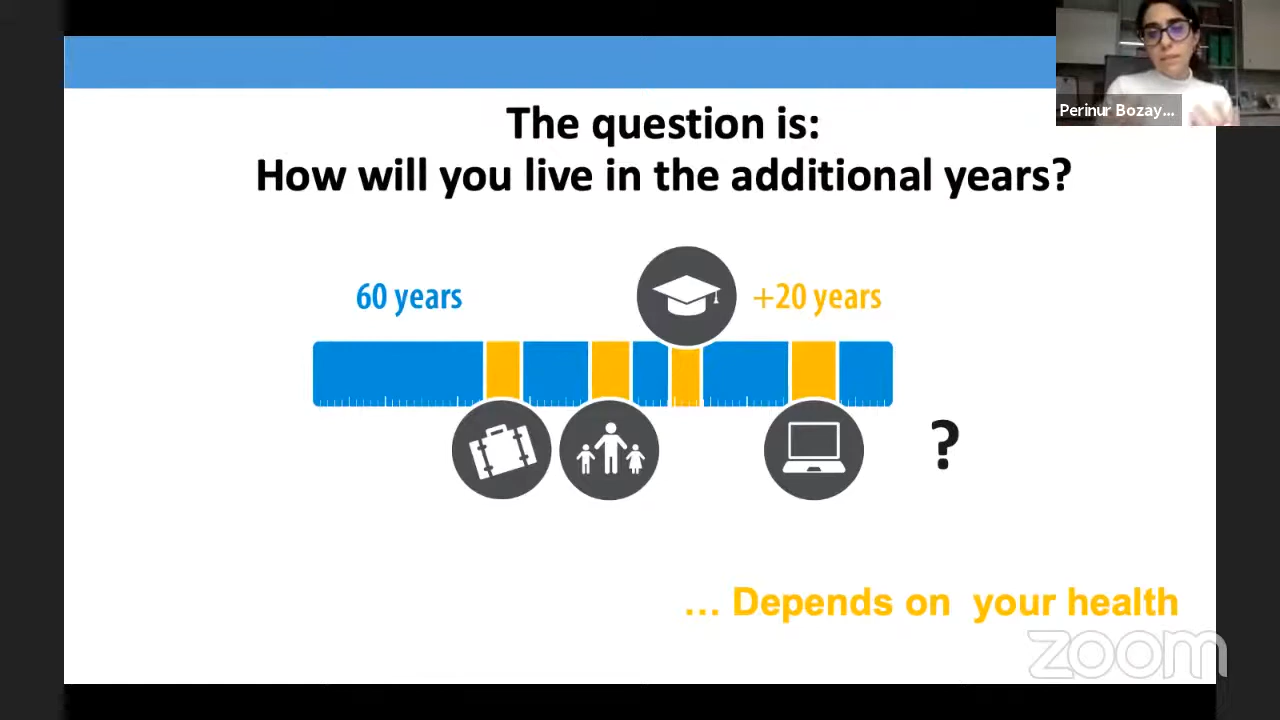 The question is:
How will you live in the additional years?
60 years
+20 years
?
... Depends on your health
Perinur Bozay...
zoom